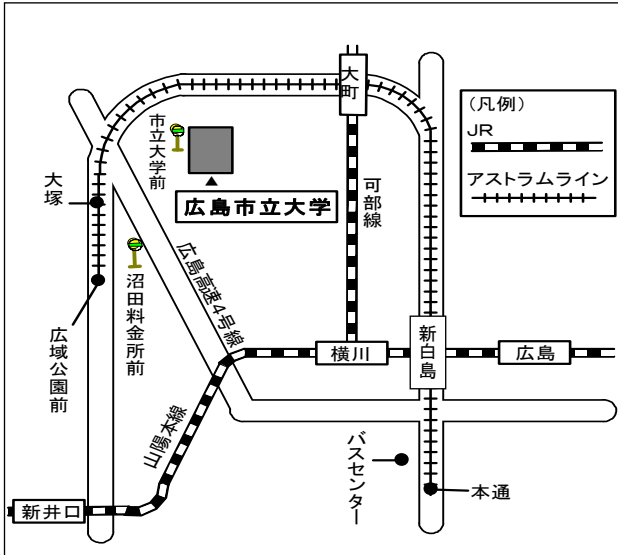 大町
(凡例)
JR
アストラムライン
市立大学前
広島市立大学
大塚
可部線
広島高速4号線
沼田料金所前
広域公園前
横川
新白島
広島
山陽本線
バスセンター
本通
新井口